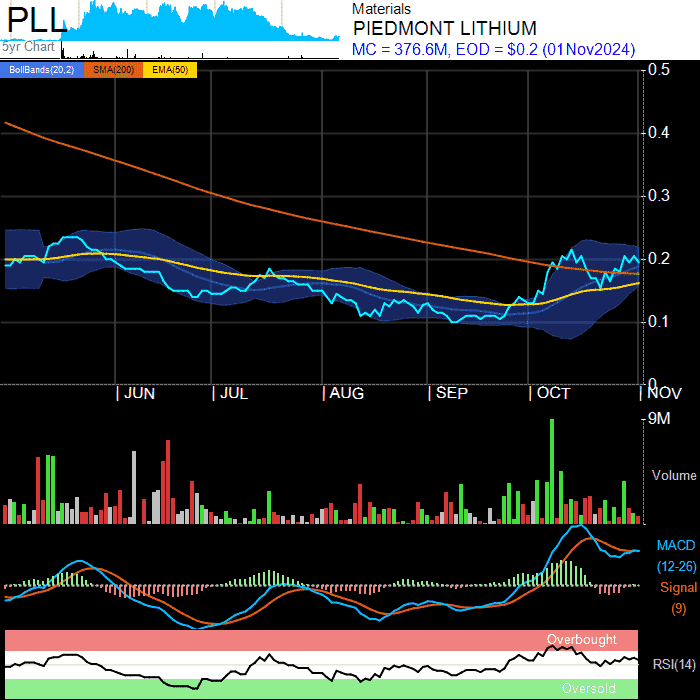 PLL
5yr Chart
Materials
PIEDMONT LITHIUM
MC = 376.6M, EOD = $0.2 (01Nov2024)
BollBands(20,2) SMA(200) EMA(50)
0.5
0.4
0.3
0.2
0.1
0
JUN JUL AUG SEP OCT NOV
9M
Volume
MACD
(12-26)
Signal
(9)
Overbought
RSI(14)
Oversold